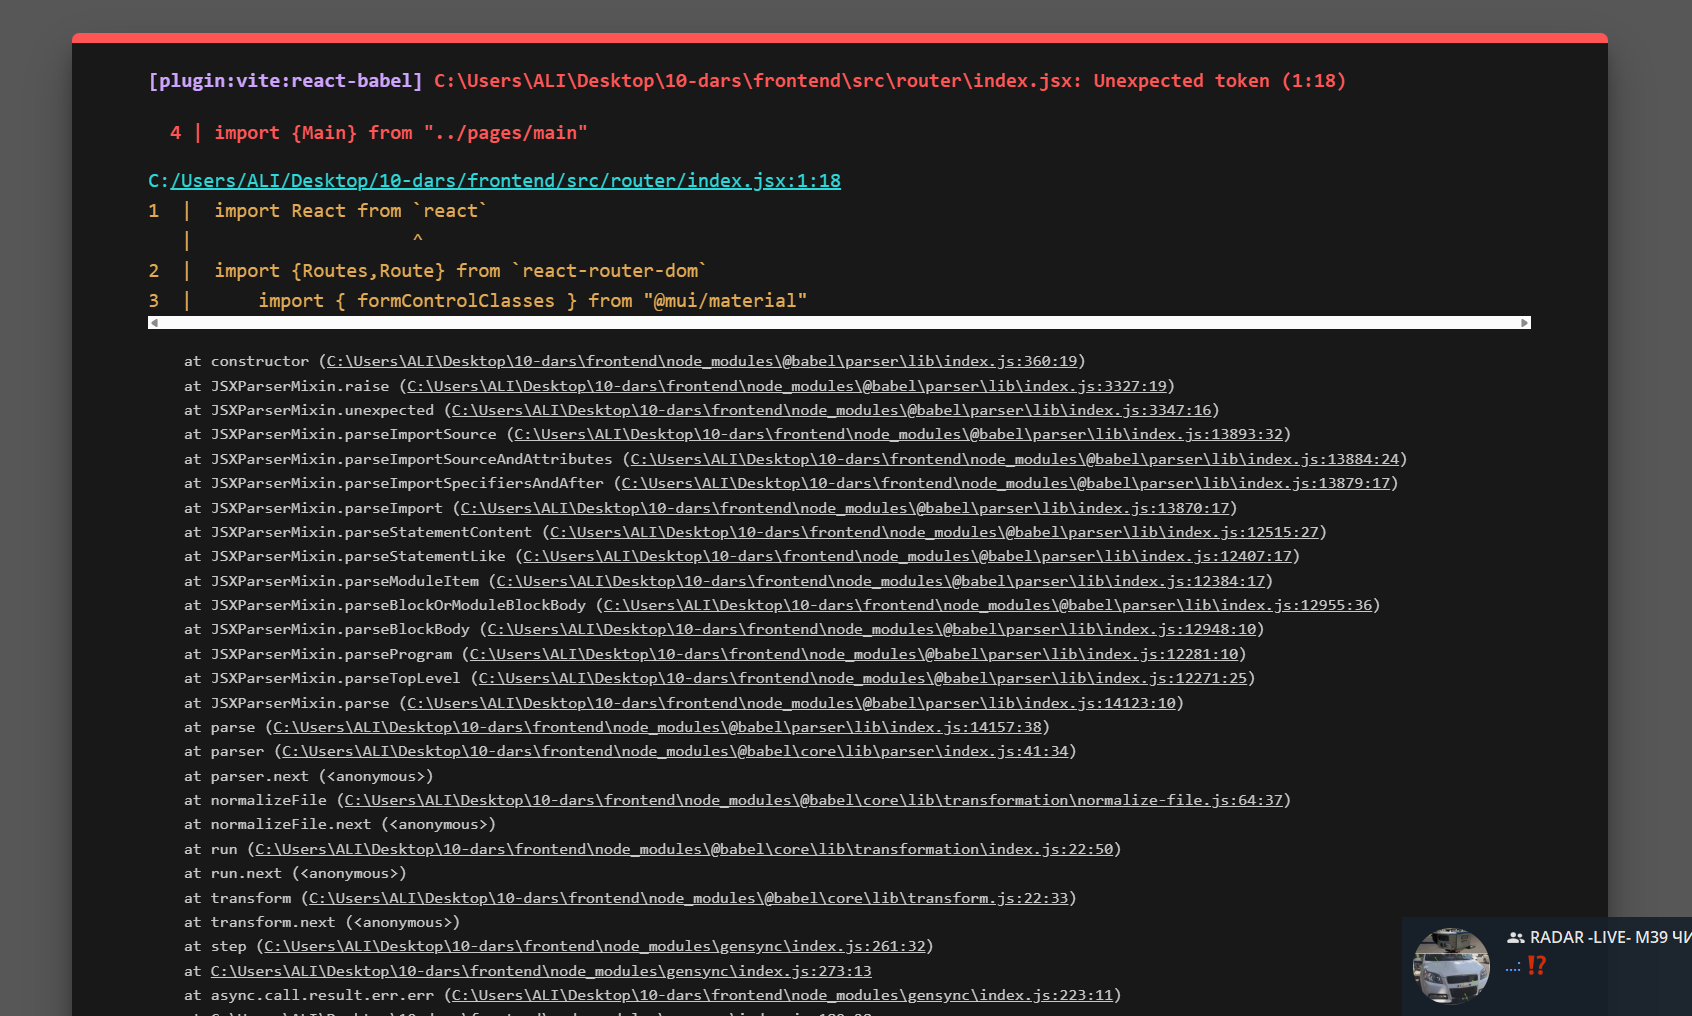 [plugin:vite:react-babel] C:\Users\ALI\Desktop\10-dars\frontend\src\router\index.jsx: Unexpected token (1:18)
4 | import {Main} from "../pages/main"
C:/Users/ALI/Desktop/10-dars/frontend/src/router/index.jsx:1:18
1  |  import React from `react`
   |                    ^
2  |  import {Routes,Route} from `react-router-dom`
3  |      import { formControlClasses } from "@mui/material"
at constructor (C:\Users\ALI\Desktop\10-dars\frontend\node_modules\@babel\parser\lib\index.js:360:19)
at JSXParserMixin.raise (C:\Users\ALI\Desktop\10-dars\frontend\node_modules\@babel\parser\lib\index.js:3327:19)
at JSXParserMixin.unexpected (C:\Users\ALI\Desktop\10-dars\frontend\node_modules\@babel\parser\lib\index.js:3347:16)
at JSXParserMixin.parseImportSource (C:\Users\ALI\Desktop\10-dars\frontend\node_modules\@babel\parser\lib\index.js:13893:32)
at JSXParserMixin.parseImportSourceAndAttributes (C:\Users\ALI\Desktop\10-dars\frontend\node_modules\@babel\parser\lib\index.js:13884:24)
at JSXParserMixin.parseImportSpecifiersAndAfter (C:\Users\ALI\Desktop\10-dars\frontend\node_modules\@babel\parser\lib\index.js:13879:17)
at JSXParserMixin.parseImport (C:\Users\ALI\Desktop\10-dars\frontend\node_modules\@babel\parser\lib\index.js:13870:17)
at JSXParserMixin.parseStatementContent (C:\Users\ALI\Desktop\10-dars\frontend\node_modules\@babel\parser\lib\index.js:12515:27)
at JSXParserMixin.parseStatementLike (C:\Users\ALI\Desktop\10-dars\frontend\node_modules\@babel\parser\lib\index.js:12407:17)
at JSXParserMixin.parseModuleItem (C:\Users\ALI\Desktop\10-dars\frontend\node_modules\@babel\parser\lib\index.js:12384:17)
at JSXParserMixin.parseBlockOrModuleBlockBody (C:\Users\ALI\Desktop\10-dars\frontend\node_modules\@babel\parser\lib\index.js:12955:36)
at JSXParserMixin.parseBlockBody (C:\Users\ALI\Desktop\10-dars\frontend\node_modules\@babel\parser\lib\index.js:12948:10)
at JSXParserMixin.parseProgram (C:\Users\ALI\Desktop\10-dars\frontend\node_modules\@babel\parser\lib\index.js:12281:10)
at JSXParserMixin.parseTopLevel (C:\Users\ALI\Desktop\10-dars\frontend\node_modules\@babel\parser\lib\index.js:12271:25)
at JSXParserMixin.parse (C:\Users\ALI\Desktop\10-dars\frontend\node_modules\@babel\parser\lib\index.js:14123:10)
at parse (C:\Users\ALI\Desktop\10-dars\frontend\node_modules\@babel\parser\lib\index.js:14157:38)
at parser (C:\Users\ALI\Desktop\10-dars\frontend\node_modules\@babel\core\lib\parser\index.js:41:34)
at parser.next (<anonymous>)
at normalizeFile (C:\Users\ALI\Desktop\10-dars\frontend\node_modules\@babel\core\lib\transformation\normalize-file.js:64:37)
at normalizeFile.next (<anonymous>)
at run (C:\Users\ALI\Desktop\10-dars\frontend\node_modules\@babel\core\lib\transformation\index.js:22:50)
at run.next (<anonymous>)
at transform (C:\Users\ALI\Desktop\10-dars\frontend\node_modules\@babel\core\lib\transform.js:22:33)
at transform.next (<anonymous>)
at step (C:\Users\ALI\Desktop\10-dars\frontend\node_modules\gensync\index.js:261:32)
at C:\Users\ALI\Desktop\10-dars\frontend\node_modules\gensync\index.js:273:13
at async.call.result.err.err (C:\Users\ALI\Desktop\10-dars\frontend\node_modules\gensync\index.js:223:11)
RADAR -LIVE- M39 ЧИ
...: ⁉